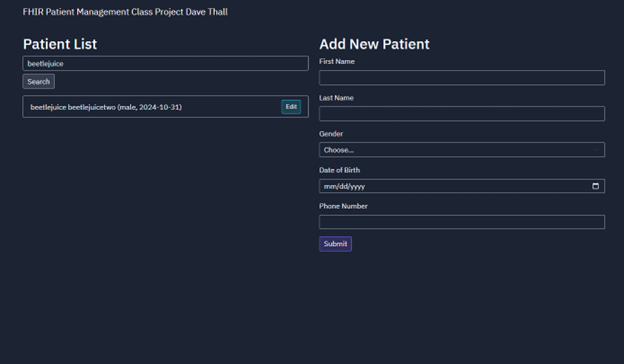 FHIR Patient Management Class Project Dave Thall
Patient List
beetlejuice
Search
beetlejuice beetlejuicetwo (male, 2024-10-31)
Edit
Add New Patient
First Name
Last Name
Gender
Choose...
Date of Birth
mm/dd/yyyy
Phone Number
Submit